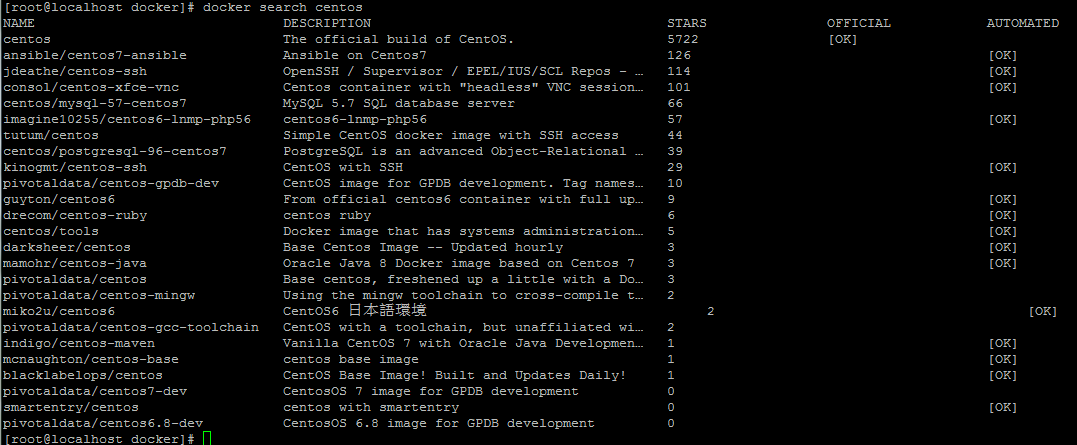 [root@localhost docker]# docker search centos
NAME DESCRIPTION STARS OFFICIAL AUTOMATED
centos The official build of CentOS. 5722 [OK]
ansible/centos7-ansible Ansible on Centos7 126 [OK]
jdeathe/centos-ssh OpenSSH / Supervisor / EPEL/IUS/SCL Repos - … 114 [OK]
consol/centos-xfce-vnc Centos container with "headless" VNC session… 101 [OK]
centos/mysql-57-centos7 MySQL 5.7 SQL database server 66
imagine10255/centos6-lnmp-php56 centos6-lnmp-php56 57 [OK]
tutum/centos Simple CentOS docker image with SSH access 44
centos/postgresql-96-centos7 PostgreSQL is an advanced Object-Relational … 39
kinogmt/centos-ssh CentOS with SSH 29 [OK]
pivotaldata/centos-gpdb-dev CentOS image for GPDB development. Tag names… 10
guyton/centos6 From official centos6 container with full up… 9 [OK]
drecom/centos-ruby centos ruby 6 [OK]
centos/tools Docker image that has systems administration… 5 [OK]
darksheer/centos Base Centos Image -- Updated hourly 3 [OK]
mamohr/centos-java Oracle Java 8 Docker image based on Centos 7 3 [OK]
pivotaldata/centos Base centos, freshened up a little with a Do… 3
pivotaldata/centos-mingw Using the mingw toolchain to cross-compile t… 2
miko2u/centos6 CentOS6 日本語環境 2 [OK]
pivotaldata/centos-gcc-toolchain CentOS with a toolchain, but unaffiliated wi… 2
indigo/centos-maven Vanilla CentOS 7 with Oracle Java Developmen… 1 [OK]
mcnaughton/centos-base centos base image 1 [OK]
blacklabelops/centos CentOS Base Image! Built and Updates Daily! 1 [OK]
pivotaldata/centos7-dev CentosOS 7 image for GPDB development 0
smartentry/centos centos with smartentry 0 [OK]
pivotaldata/centos6.8-dev CentosOS 6.8 image for GPDB development 0
[root@localhost docker]#